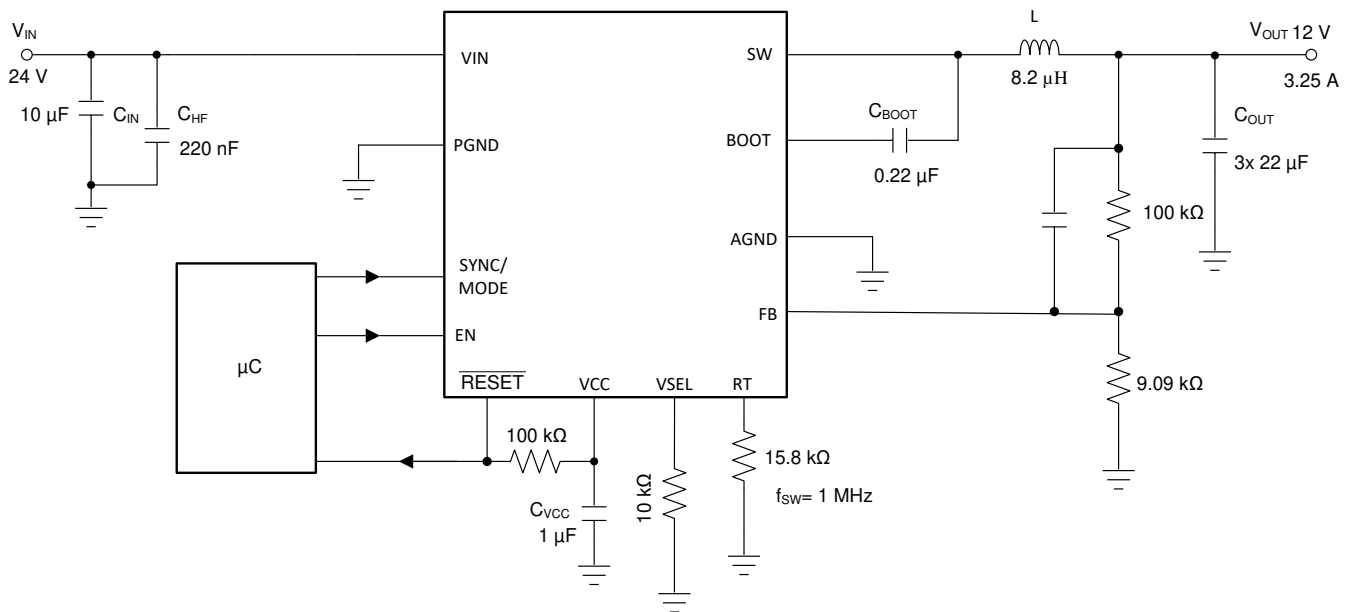 V_IN
24 V
10 µF
C_IN
C_HF
220 nF
VIN
PGND
SYNC/
MODE
EN
RESET
VCC
VSEL
RT
SW
BOOT
AGND
FB
µC
100 kΩ
C_VCC
1 µF
10 kΩ
15.8 kΩ
f_SW= 1 MHz
C_BOOT
0.22 µF
L
8.2 µH
V_OUT 12 V
3.25 A
C_OUT
3x 22 µF
100 kΩ
9.09 kΩ